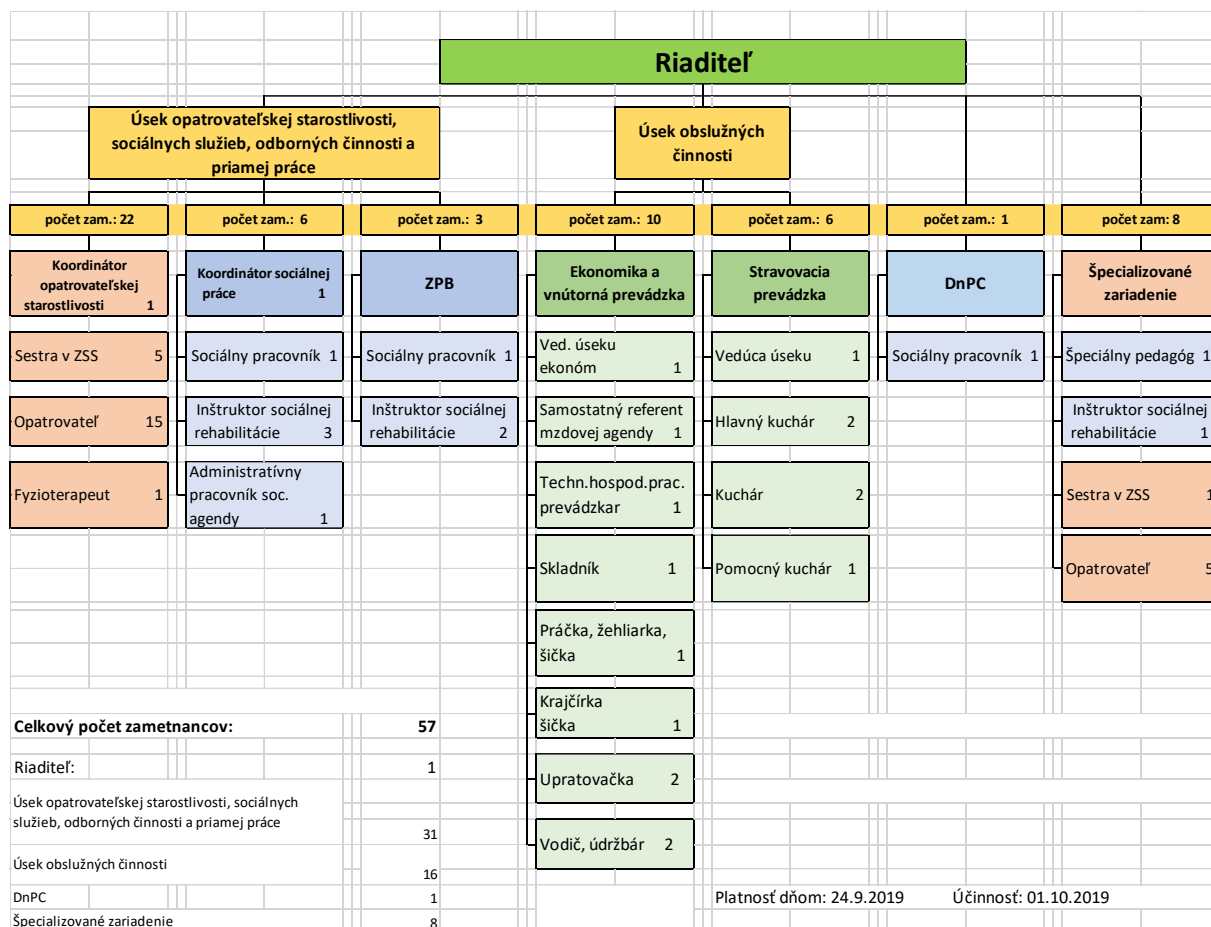 Riaditeľ
Úsek opatrovateľskej starostlivosti,
sociálnych služieb, odborných činnosti a
priamej práce
Úsek obslužných
činnosti
počet zam.: 22
počet zam.: 6
počet zam.: 3
počet zam.: 10
počet zam.: 6
počet zam.: 1
počet zam: 8
Koordinátor
opatrovateľskej
starostlivosti 1
Koordinátor sociálnej
práce 1
ZPB
Ekonomika a
vnútorná prevádzka
Stravovacia
prevádzka
DnPC
Špecializované
zariadenie
Sestra v ZSS 5
Sociálny pracovník 1
Sociálny pracovník 1
Ved. úseku
ekonóm 1
Vedúca úseku 1
Sociálny pracovník 1
Špeciálny pedagóg 1
Opatrovateľ 15
Inštruktor sociálnej
rehabilitácie 3
Inštruktor sociálnej
rehabilitácie 2
Samostatný referent
mzdovej agendy 1
Hlavný kuchár 2
Inštruktor sociálnej
rehabilitácie 1
Fyzioterapeut 1
Administratívny
pracovník soc.
agendy 1
Techn.hospod.prac.
prevádzkar 1
Kuchár 2
Sestra v ZSS 1
Skladník 1
Pomocný kuchár 1
Opatrovateľ 5
Práčka, žehliarka,
šička 1
Krajčírka
šička 1
Upratovačka 2
Vodič, údržbár 2
Celkový počet zametnancov: 57
Riaditeľ: 1
Úsek opatrovateľskej starostlivosti, sociálnych
služieb, odborných činnosti a priamej práce
31
Úsek obslužných činnosti
16
DnPC 1
Špecializované zariadenie 8
Platnosť dňom: 24.9.2019 Účinnosť: 01.10.2019